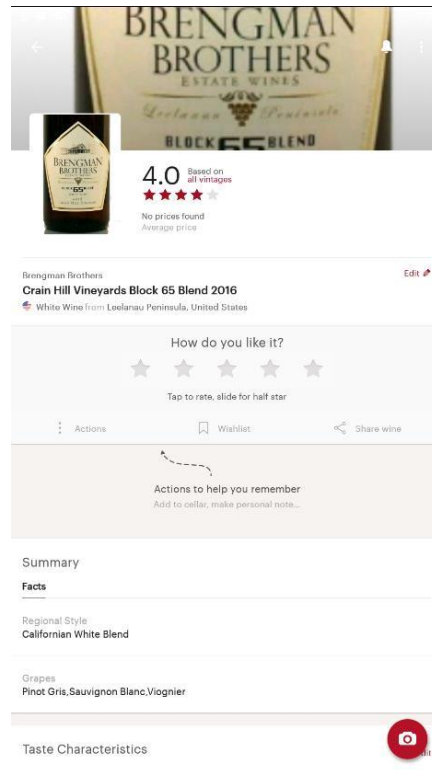 BRENGMAN
BROTHERS
ESTATE WINES
Leelanau Peninsula
BLOCK 65 BLEND
BRENGMAN
BROTHERS
4.0
Based on
all vintages
No prices found
Average price
Brengman Brothers
Edit
Crain Hill Vineyards Block 65 Blend 2016
White Wine from Leelanau Peninsula, United States
How do you like it?
Tap to rate, slide for half star
Actions
Wishlist
Share wine
Actions to help you remember
Add to cellar, make personal note...
Summary
Facts
Regional Style
Californian White Blend
Grapes
Pinot Gris,Sauvignon Blanc,Viognier
Taste Characteristics